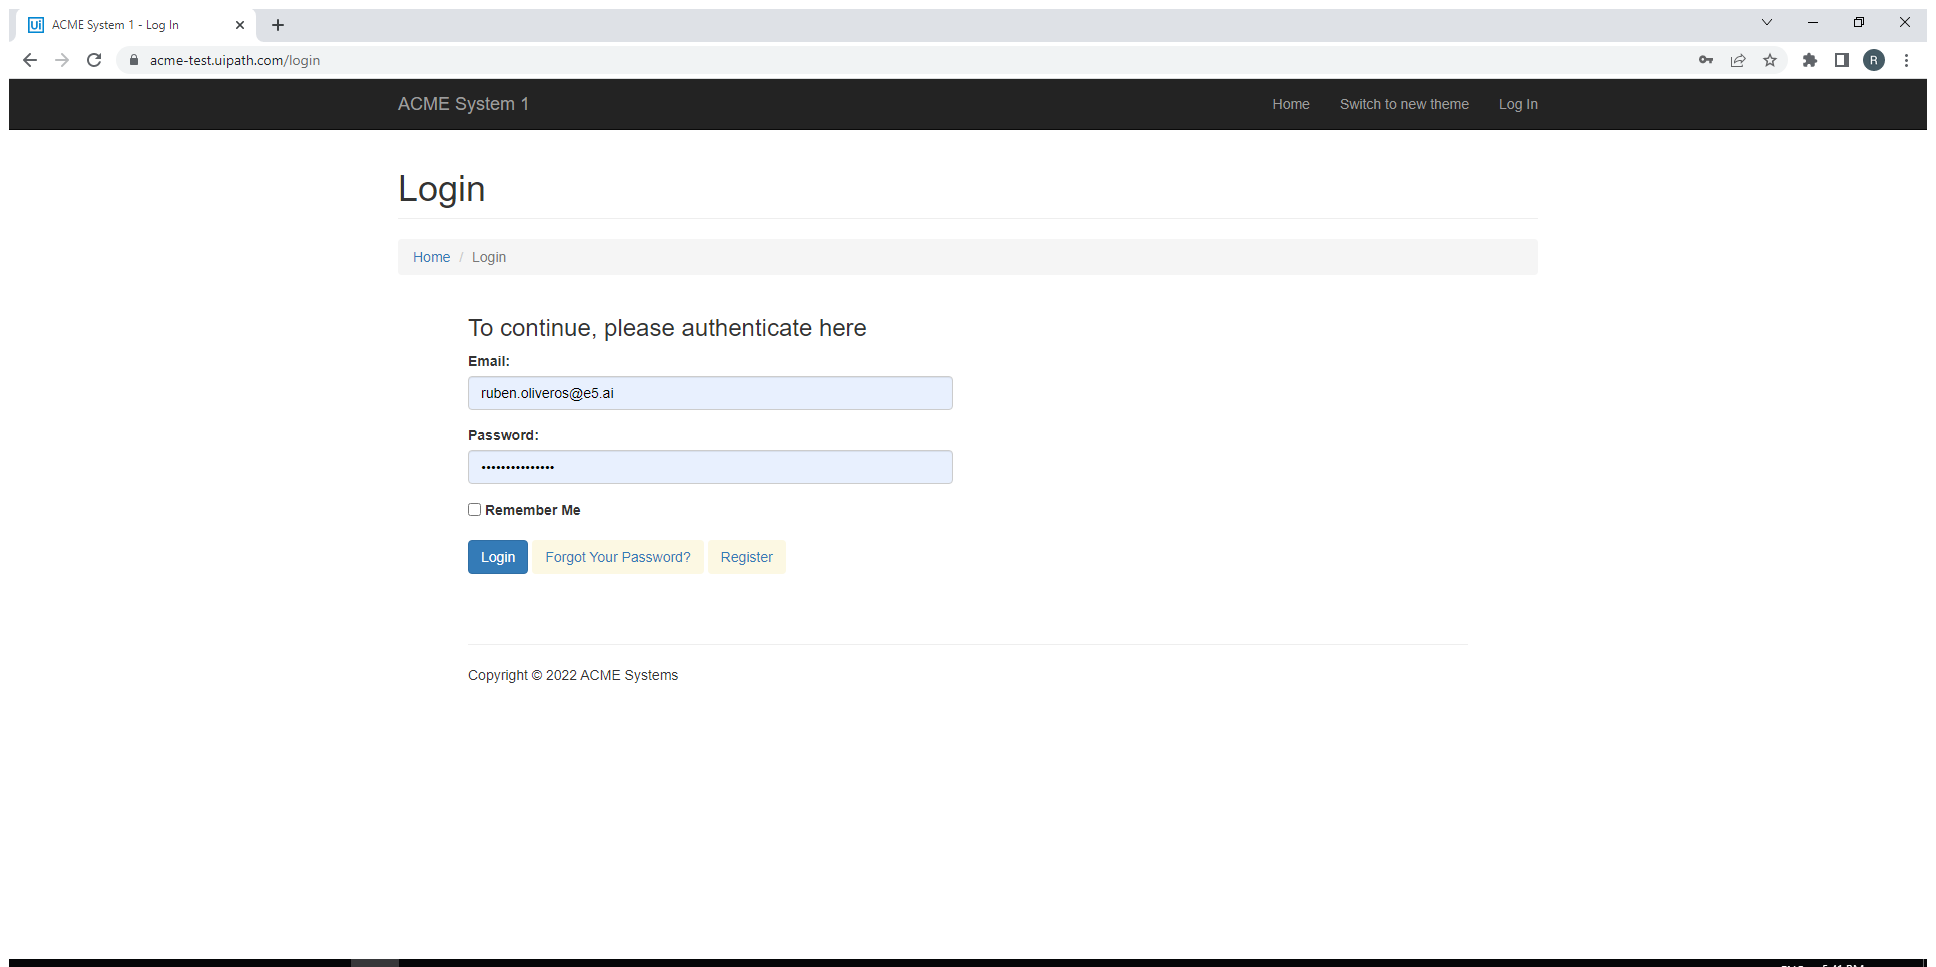 Ui ACME System 1 - Log In
acme-test.uipath.com/login
R
ACME System 1 Home Switch to new theme Log In
Login
Home / Login
To continue, please authenticate here
Email:
ruben.oliveros@e5.ai
Password:
•••••••••••••••
Remember Me
Login Forgot Your Password? Register
Copyright © 2022 ACME Systems